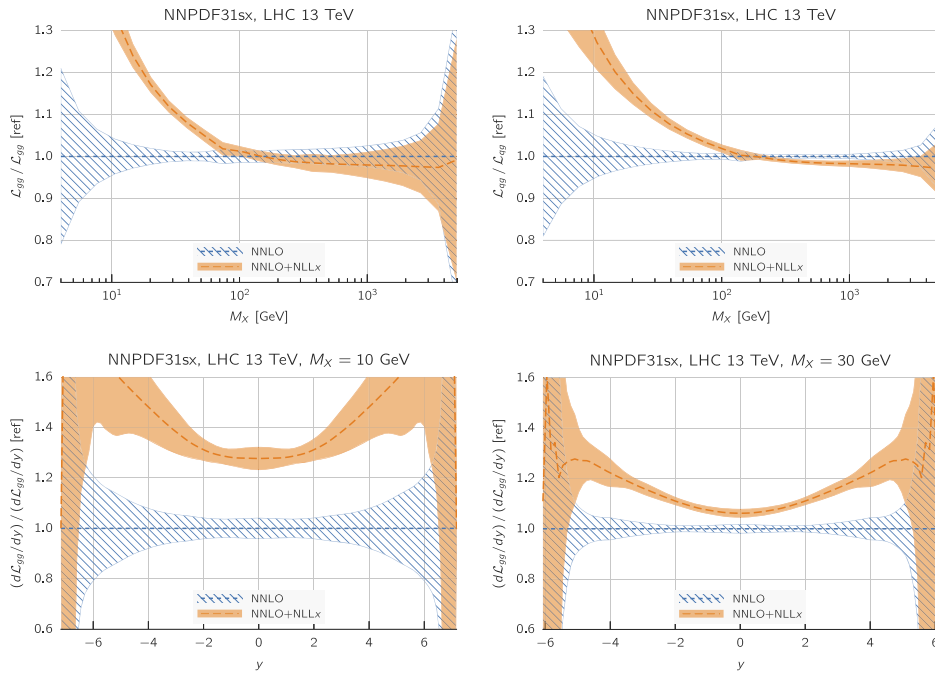 NNPDF31sx, LHC 13 TeV
1.3
1.2
1.1
1.0
0.9
0.8
0.7
ℒgg / ℒgg [ref]
NNLO
NNLO+NLLx
10¹
10²
10³
M_X [GeV]
NNPDF31sx, LHC 13 TeV
1.3
1.2
1.1
1.0
0.9
0.8
0.7
ℒqg / ℒqg [ref]
NNLO
NNLO+NLLx
10¹
10²
10³
M_X [GeV]
NNPDF31sx, LHC 13 TeV, M_X = 10 GeV
1.6
1.4
1.2
1.0
0.8
0.6
(dℒgg/dy) / (dℒgg/dy) [ref]
NNLO
NNLO+NLLx
−6 −4 −2 0 2 4 6
y
NNPDF31sx, LHC 13 TeV, M_X = 30 GeV
1.6
1.4
1.2
1.0
0.8
0.6
(dℒgg/dy) / (dℒgg/dy) [ref]
NNLO
NNLO+NLLx
−6 −4 −2 0 2 4 6
y